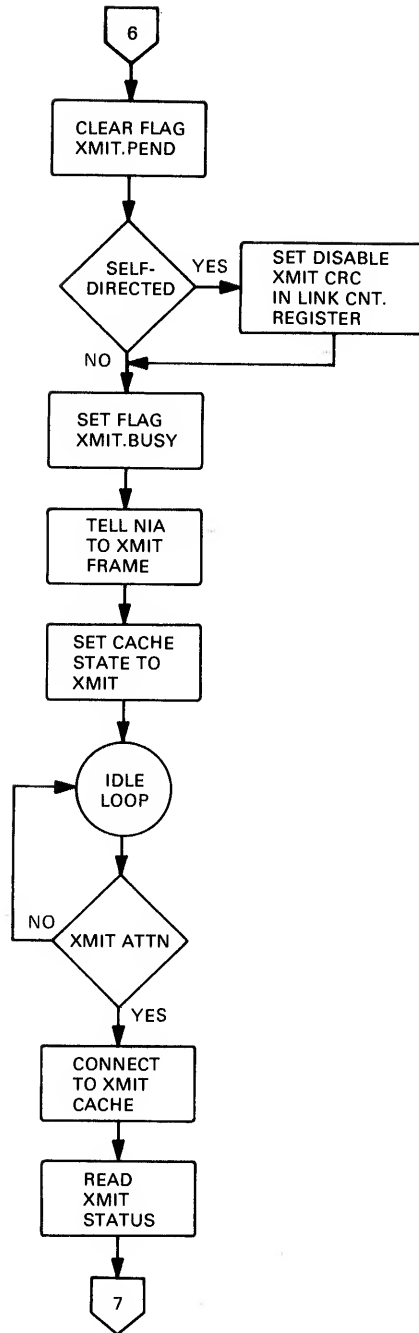 6
CLEAR FLAG
XMIT.PEND
SELF-
DIRECTED
YES
SET DISABLE
XMIT CRC
IN LINK CNT.
REGISTER
NO
SET FLAG
XMIT.BUSY
TELL NIA
TO XMIT
FRAME
SET CACHE
STATE TO
XMIT
IDLE
LOOP
NO
XMIT ATTN
YES
CONNECT
TO XMIT
CACHE
READ
XMIT
STATUS
7